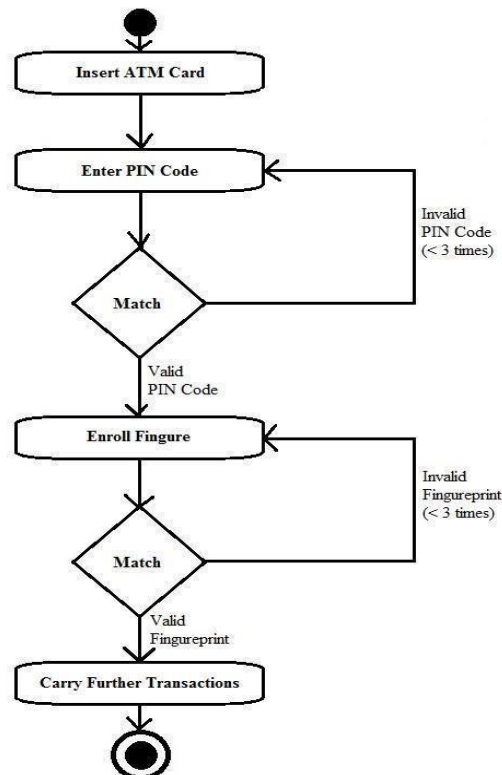 Insert ATM Card
Enter PIN Code
Invalid
PIN Code
(< 3 times)
Match
Valid
PIN Code
Enroll Fingure
Invalid
Fingureprint
(< 3 times)
Match
Valid
Fingureprint
Carry Further Transactions